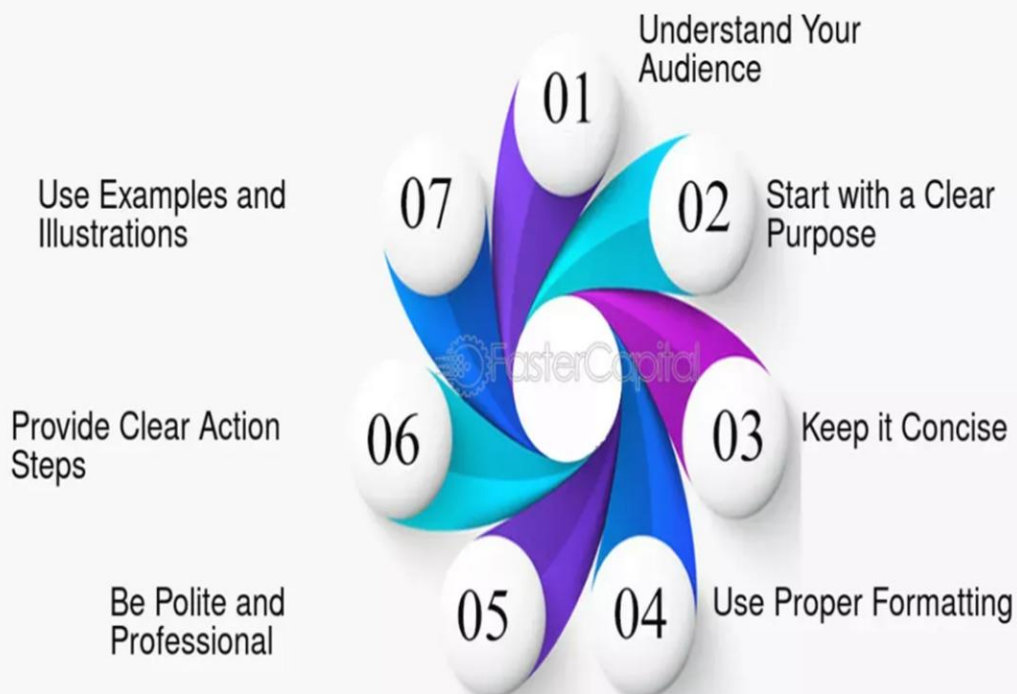 01
Understand Your
Audience
02
Start with a Clear
Purpose
03
Keep it Concise
04
Use Proper Formatting
05
Be Polite and
Professional
06
Provide Clear Action
Steps
07
Use Examples and
Illustrations
FasterCapital